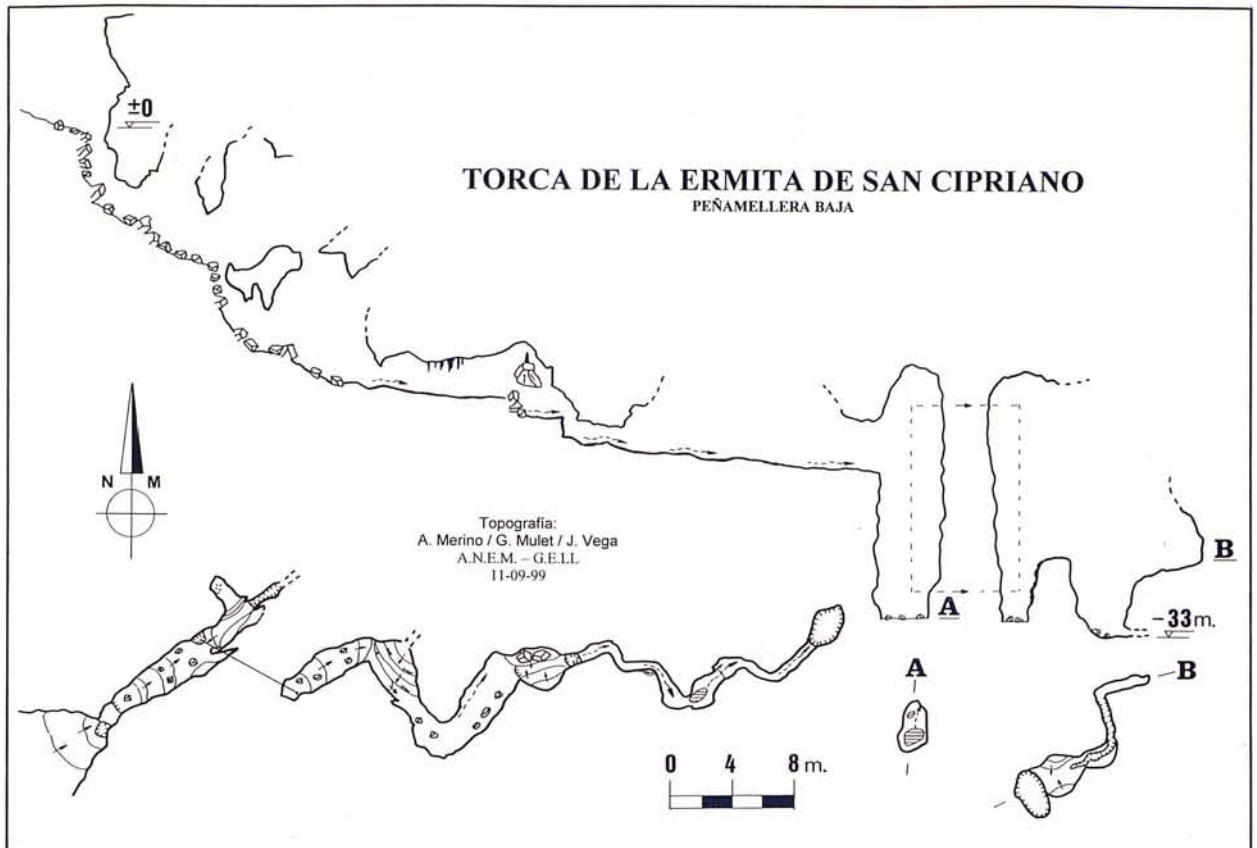 ±0
TORCA DE LA ERMITA DE SAN CIPRIANO
PEÑAMELLERA BAJA
N M
Topografía:
A. Merino / G. Mulet / J. Vega
A.N.E.M. – G.E.L.L.
11-09-99
A
B
-33m.
A
B
0 4 8 m.